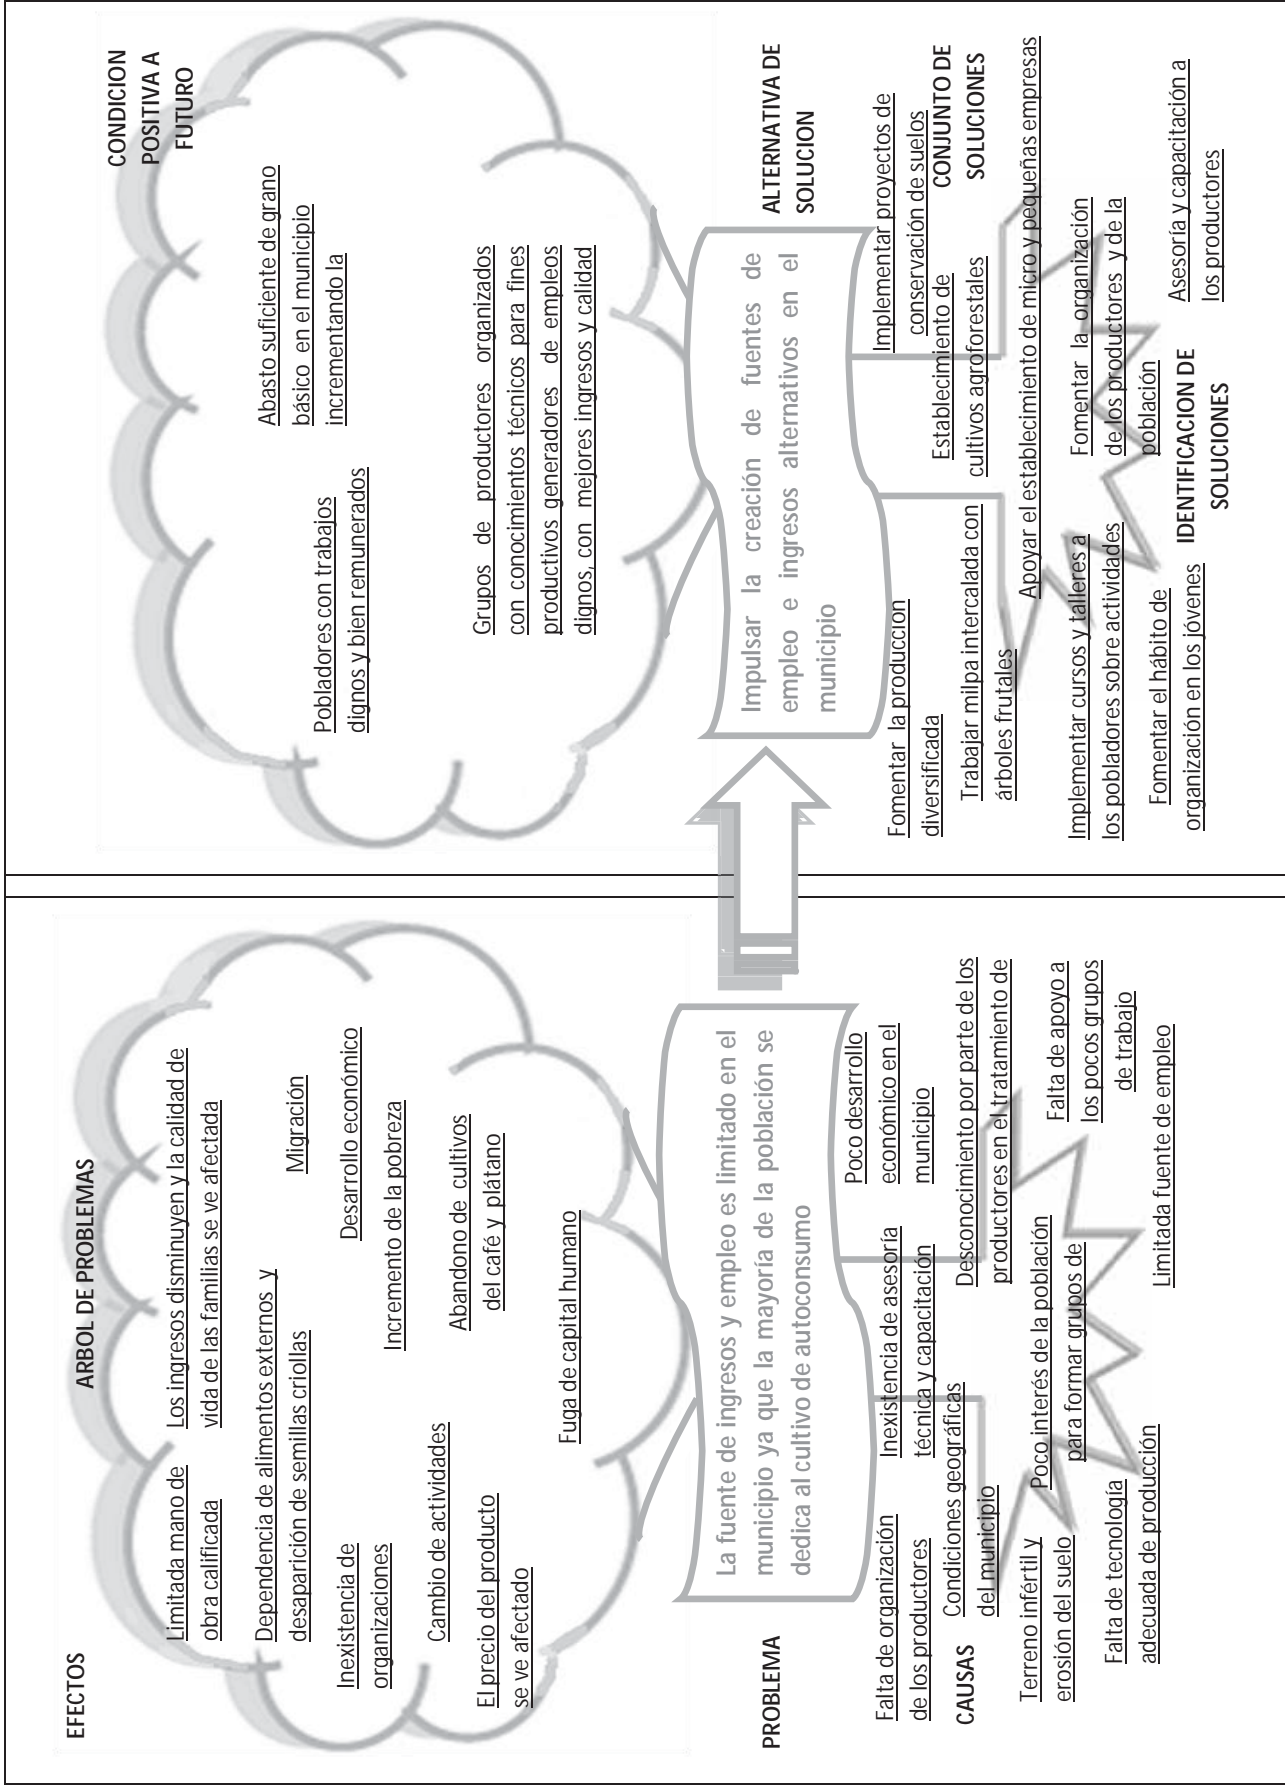 ARBOL DE PROBLEMAS
EFECTOS
Limitada mano de
obra calificada
Los ingresos disminuyen y la calidad de
vida de las familias se ve afectada
Dependencia de alimentos externos y
desaparición de semillas criollas
Migración
Inexistencia de
organizaciones
Desarrollo económico
Incremento de la pobreza
Cambio de actividades
Abandono de cultivos
del café y plátano
El precio del producto
se ve afectado
Fuga de capital humano
PROBLEMA
La fuente de ingresos y empleo es limitado en el
municipio ya que la mayoría de la población se
dedica al cultivo de autoconsumo
Falta de organización
de los productores
Inexistencia de asesoría
técnica y capacitación
Poco desarrollo
económico en el
municipio
CAUSAS
Condiciones geográficas
del municipio
Desconocimiento por parte de los
productores en el tratamiento de
Terreno infértil y
erosión del suelo
Poco interés de la población
para formar grupos de
Falta de apoyo a
los pocos grupos
de trabajo
Falta de tecnología
adecuada de producción
Limitada fuente de empleo
CONDICION
POSITIVA A
FUTURO
Abasto suficiente de grano
básico en el municipio
incrementando la
Pobladores con trabajos
dignos y bien remunerados
Grupos de productores organizados
con conocimientos técnicos para fines
productivos generadores de empleos
dignos, con mejores ingresos y calidad
ALTERNATIVA DE
SOLUCION
Impulsar la creación de fuentes de
empleo e ingresos alternativos en el
municipio
Fomentar la produccion
diversificada
Implementar proyectos de
conservación de suelos
Establecimiento de
cultivos agroforestales
CONJUNTO DE
SOLUCIONES
Trabajar milpa intercalada con
árboles frutales
Apoyar el establecimiento de micro y pequeñas empresas
Implementar cursos y talleres a
los pobladores sobre actividades
Fomentar la organización
de los productores y de la
población
Fomentar el hábito de
organización en los jóvenes
IDENTIFICACION DE
SOLUCIONES
Asesoría y capacitación a
los productores